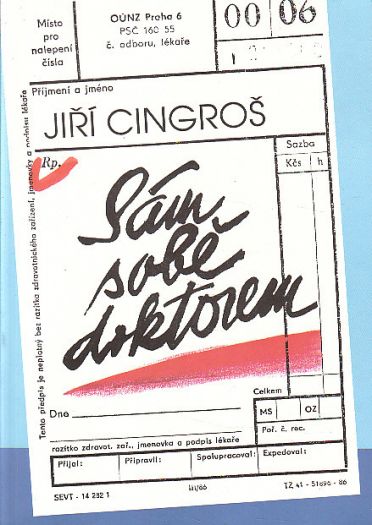 Místo
pro
nalepení
čísla
OÚNZ Praha 6
PSČ 160 55
č. odboru, lékaře
00 06
Příjmení a jméno
JIŘÍ CINGROŠ
Sazba
Kčs h
Rp.
Sám
sobě
doktorem
Tento předpis je neplatný bez razítka zdravotnického zařízení, jmenovky a podpisu lékaře
Celkem
Dne
MS OZ
Poř. č. rec.
razítko zdravot. zař., jmenovka a podpis lékaře
Přijal: Připravil: Spolupracoval: Expedoval:
SEVT - 14 282 1